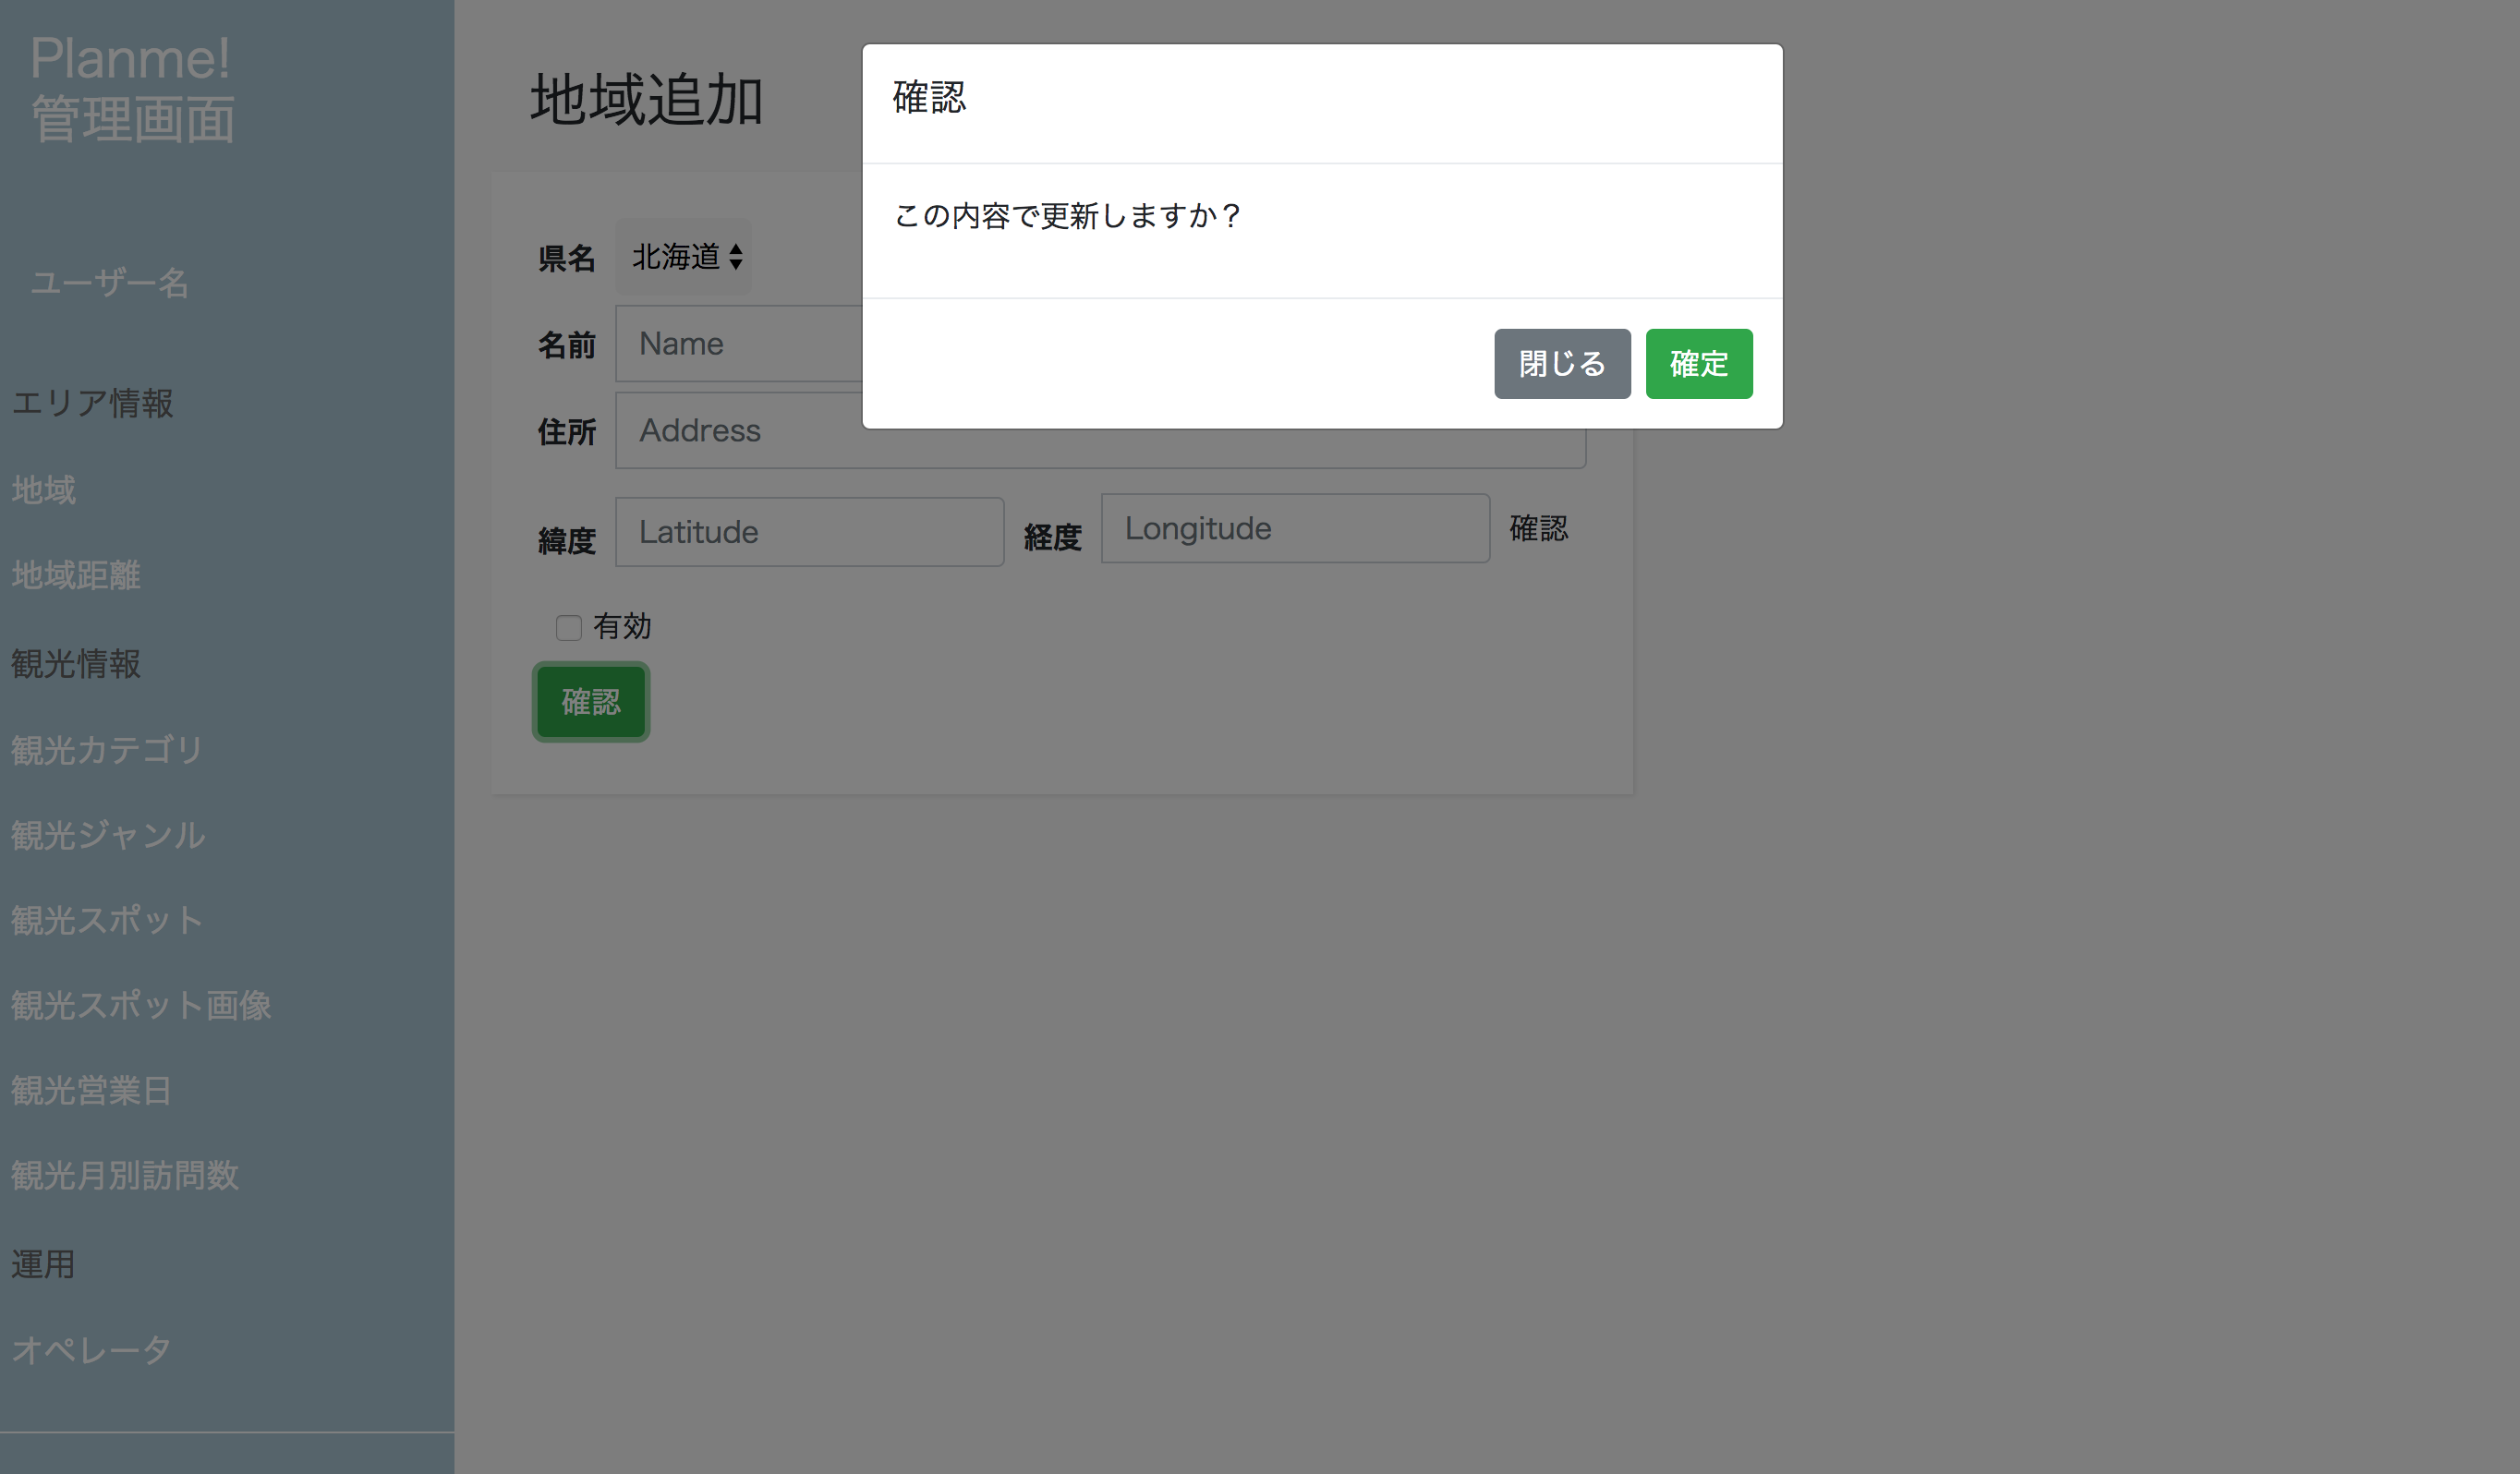 Planme!
管理画面
ユーザー名
エリア情報
地域
地域距離
観光情報
観光カテゴリ
観光ジャンル
観光スポット
観光スポット画像
観光営業日
観光月別訪問数
運用
オペレータ
地域追加
県名 北海道
名前 Name
住所 Address
緯度 Latitude 経度 Longitude 確認
有効
確認
確認
この内容で更新しますか？
閉じる 確定